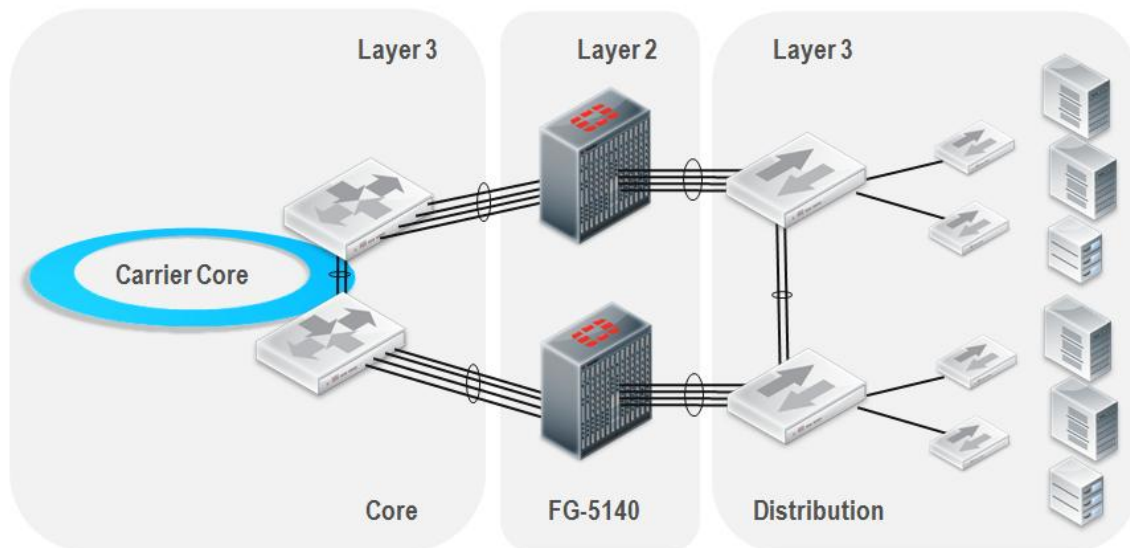 Layer 3
Layer 2
Layer 3
Carrier Core
Core
FG-5140
Distribution